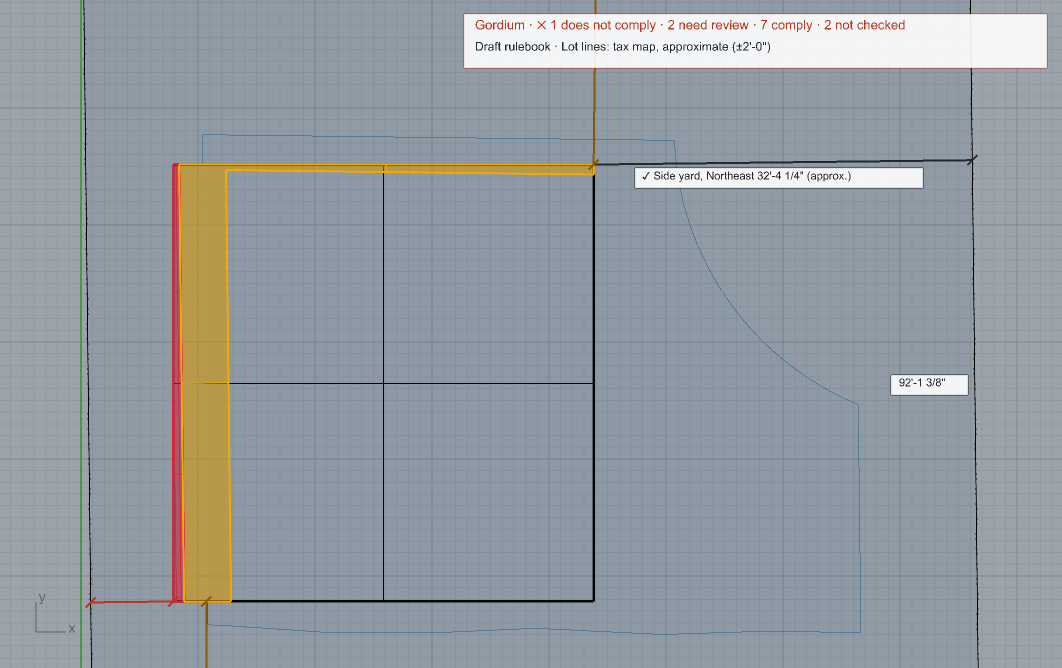 Gordium · ✕ 1 does not comply · 2 need review · 7 comply · 2 not checked
Draft rulebook · Lot lines: tax map, approximate (±2'-0")
✓ Side yard, Northeast 32'-4 1/4" (approx.)
92'-1 3/8"
y
x